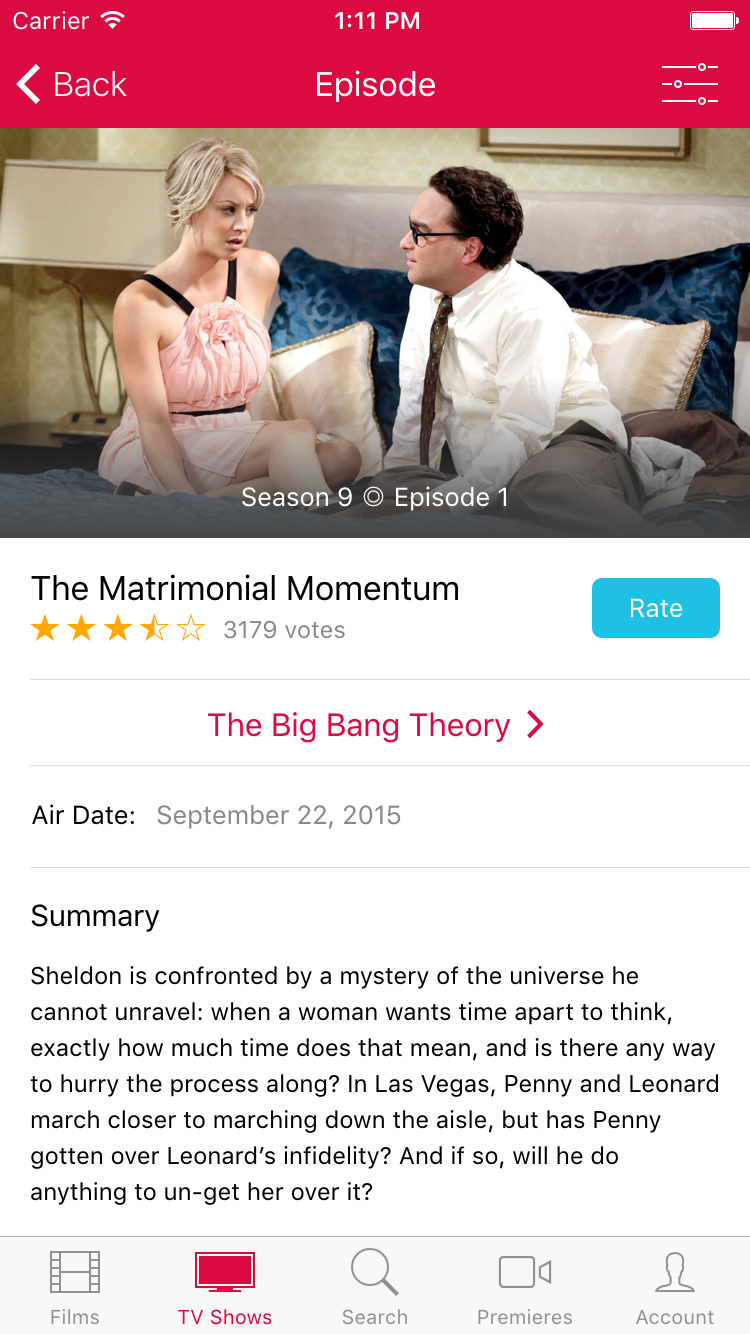 Carrier 1:11 PM
Back Episode
Season 9 ◎ Episode 1
The Matrimonial Momentum
Rate
3179 votes
The Big Bang Theory
Air Date: September 22, 2015
Summary
Sheldon is confronted by a mystery of the universe he
cannot unravel: when a woman wants time apart to think,
exactly how much time does that mean, and is there any way
to hurry the process along? In Las Vegas, Penny and Leonard
march closer to marching down the aisle, but has Penny
gotten over Leonard’s infidelity? And if so, will he do
anything to un-get her over it?
Films TV Shows Search Premieres Account